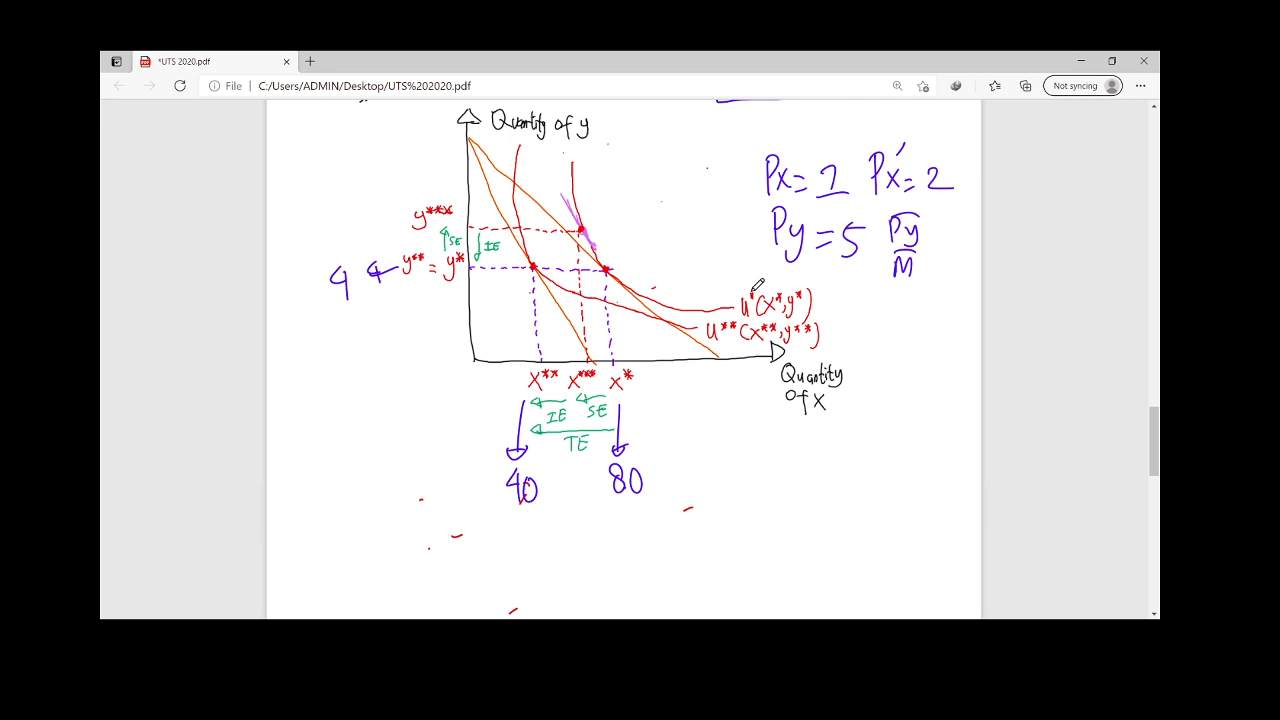 *UTS 2020.pdf
File
C:/Users/ADMIN/Desktop/UTS%202020.pdf
Not syncing
Quantity of y
Px = 1 Px′ = 2
Py = 5 Py
M
y***
SE IE
4 y** = y*
u*(x*,y*)
u**(x**,y**)
x** x*** x*
Quantity
of x
IE SE
TE
40 80